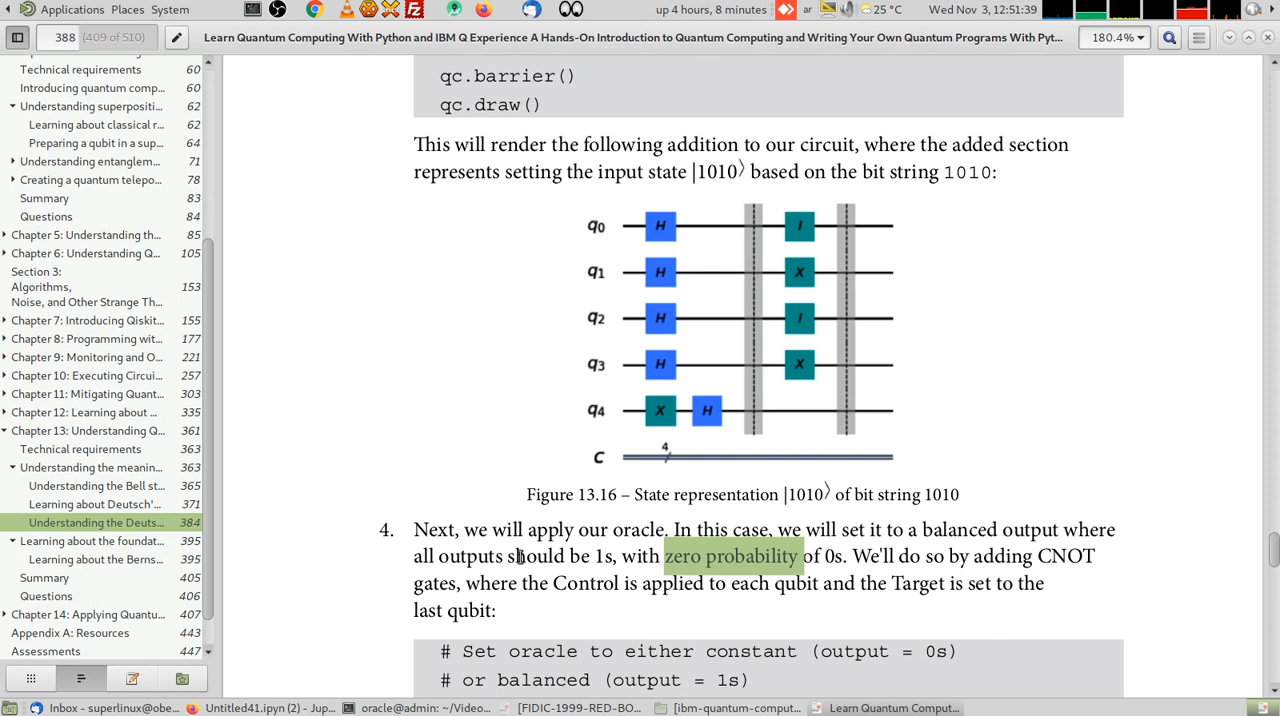 Applications Places System
up 4 hours, 8 minutes
ar
25 °C
Wed Nov 3, 12:51:39
388 (409 of 510)
Learn Quantum Computing With Python and IBM Q Experience A Hands-On Introduction to Quantum Computing and Writing Your Own Quantum Programs With Pyt...
180.4%
Technical requirements 60
Introducing quantum comp... 60
Understanding superpositi... 62
Learning about classical r... 62
Preparing a qubit in a sup... 64
Understanding entanglem... 71
Creating a quantum telepo... 78
Summary 83
Questions 84
Chapter 5: Understanding th... 85
Chapter 6: Understanding Q... 105
Section 3:
Algorithms, 153
Noise, and Other Strange Th...
Chapter 7: Introducing Qiskit... 155
Chapter 8: Programming wit... 177
Chapter 9: Monitoring and O... 221
Chapter 10: Executing Circui... 257
Chapter 11: Mitigating Quant... 303
Chapter 12: Learning about ... 335
Chapter 13: Understanding Q... 361
Technical requirements 363
Understanding the meanin... 363
Understanding the Bell st... 365
Learning about Deutsch'... 371
Understanding the Deuts... 384
Learning about the foundat... 395
Learning about the Berns... 395
Summary 405
Questions 406
Chapter 14: Applying Quantu... 407
Appendix A: Resources 443
Assessments 447
qc.barrier()
qc.draw()
This will render the following addition to our circuit, where the added section
represents setting the input state |1010⟩ based on the bit string 1010:
q0 H I
q1 H X
q2 H I
q3 H X
q4 X H
4
C
Figure 13.16 – State representation |1010⟩ of bit string 1010
4. Next, we will apply our oracle. In this case, we will set it to a balanced output where
all outputs should be 1s, with zero probability of 0s. We'll do so by adding CNOT
gates, where the Control is applied to each qubit and the Target is set to the
last qubit:
# Set oracle to either constant (output = 0s)
# or balanced (output = 1s)
Inbox - superlinux@obe...
Untitled41.ipyn (2) - Jup...
oracle@admin: ~/Video...
[FIDIC-1999-RED-BO...
[ibm-quantum-comput...
Learn Quantum Comput...